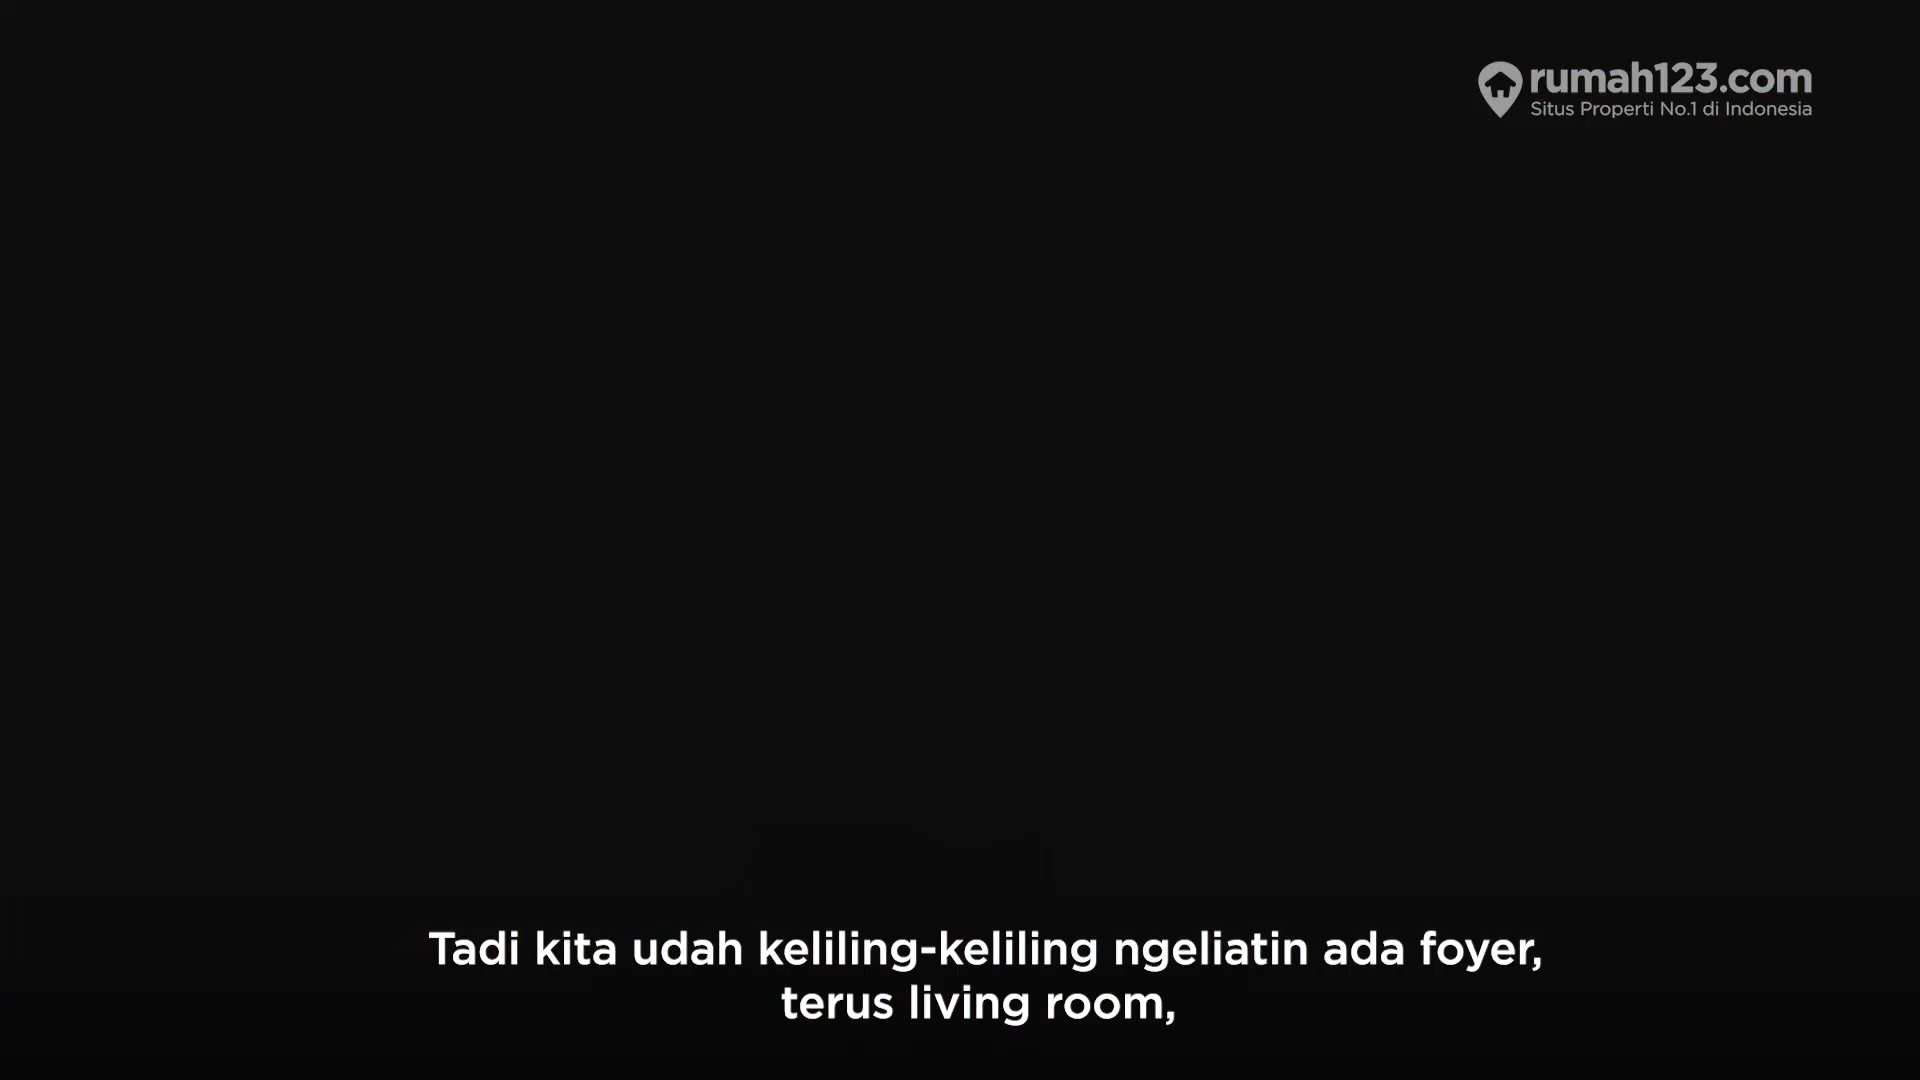 rumah123.com
Situs Properti No.1 di Indonesia
Tadi kita udah keliling-keliling ngeliatin ada foyer,
terus living room,